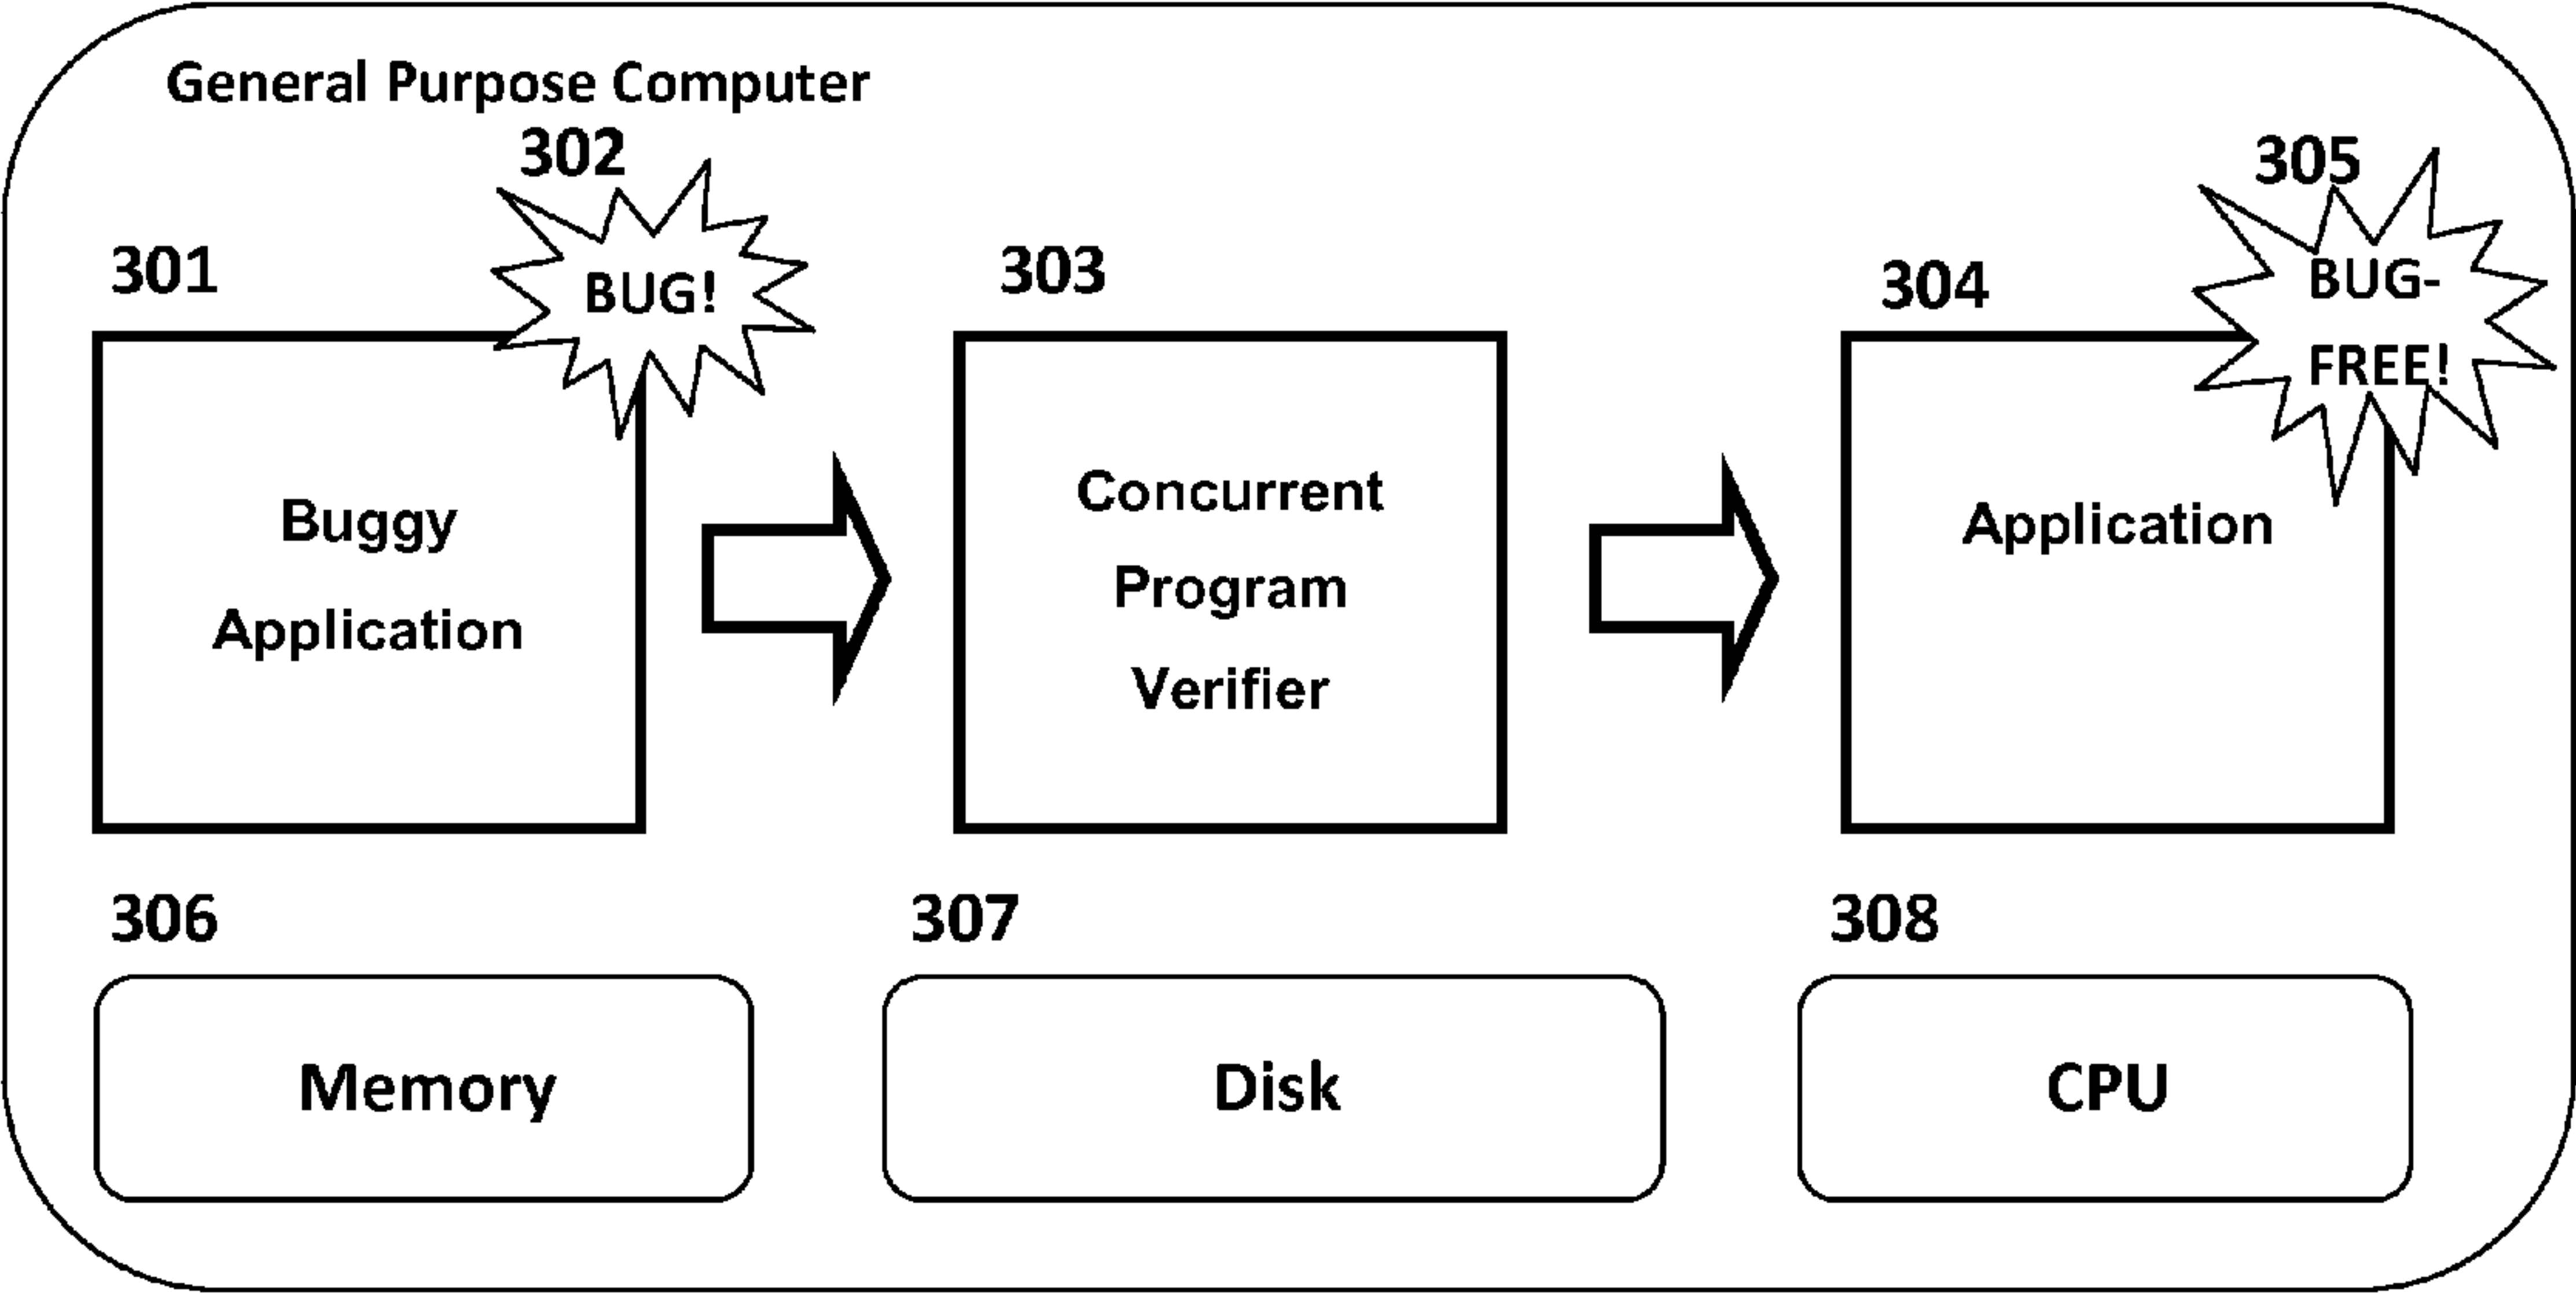 General Purpose Computer
302
305
301
BUG!
303
304
BUG-
FREE!
Buggy
Application
Concurrent
Program
Verifier
Application
306
307
308
Memory
Disk
CPU